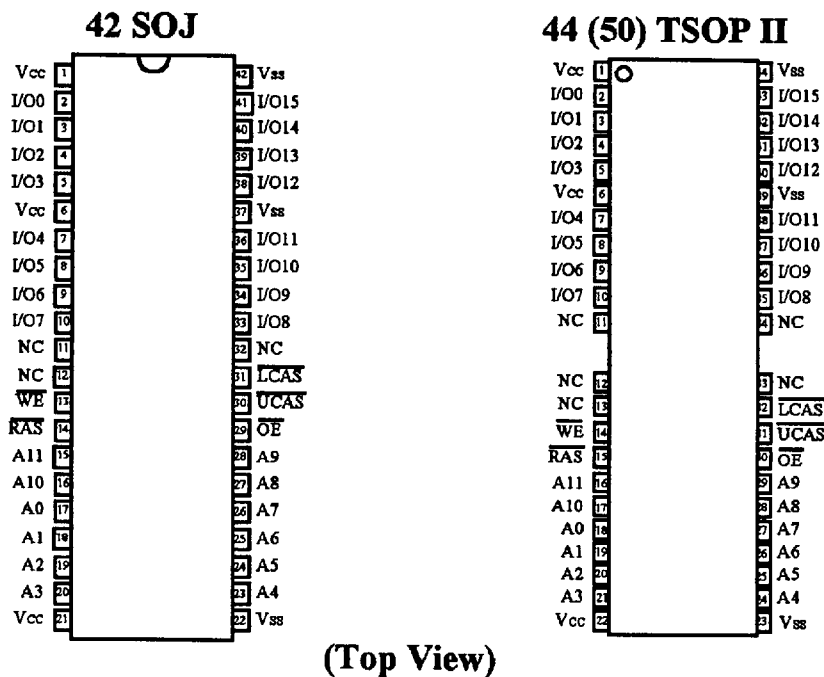 42 SOJ
Vcc 1 42 Vss
I/O0 2 41 I/O15
I/O1 3 40 I/O14
I/O2 4 39 I/O13
I/O3 5 38 I/O12
Vcc 6 37 Vss
I/O4 7 36 I/O11
I/O5 8 35 I/O10
I/O6 9 34 I/O9
I/O7 10 33 I/O8
NC 11 32 NC
NC 12 31 LCAS
WE 13 30 UCAS
RAS 14 29 OE
A11 15 28 A9
A10 16 27 A8
A0 17 26 A7
A1 18 25 A6
A2 19 24 A5
A3 20 23 A4
Vcc 21 22 Vss
44 (50) TSOP II
Vcc 1 Vss
I/O0 2 I/O15
I/O1 3 I/O14
I/O2 4 I/O13
I/O3 5 I/O12
Vcc 6 Vss
I/O4 7 I/O11
I/O5 8 I/O10
I/O6 9 I/O9
I/O7 10 I/O8
NC 11 NC
NC 12 NC
NC 13 LCAS
WE 14 UCAS
RAS 15 OE
A11 16 A9
A10 17 A8
A0 18 A7
A1 19 A6
A2 20 A5
A3 21 A4
Vcc 22 23 Vss
(Top View)